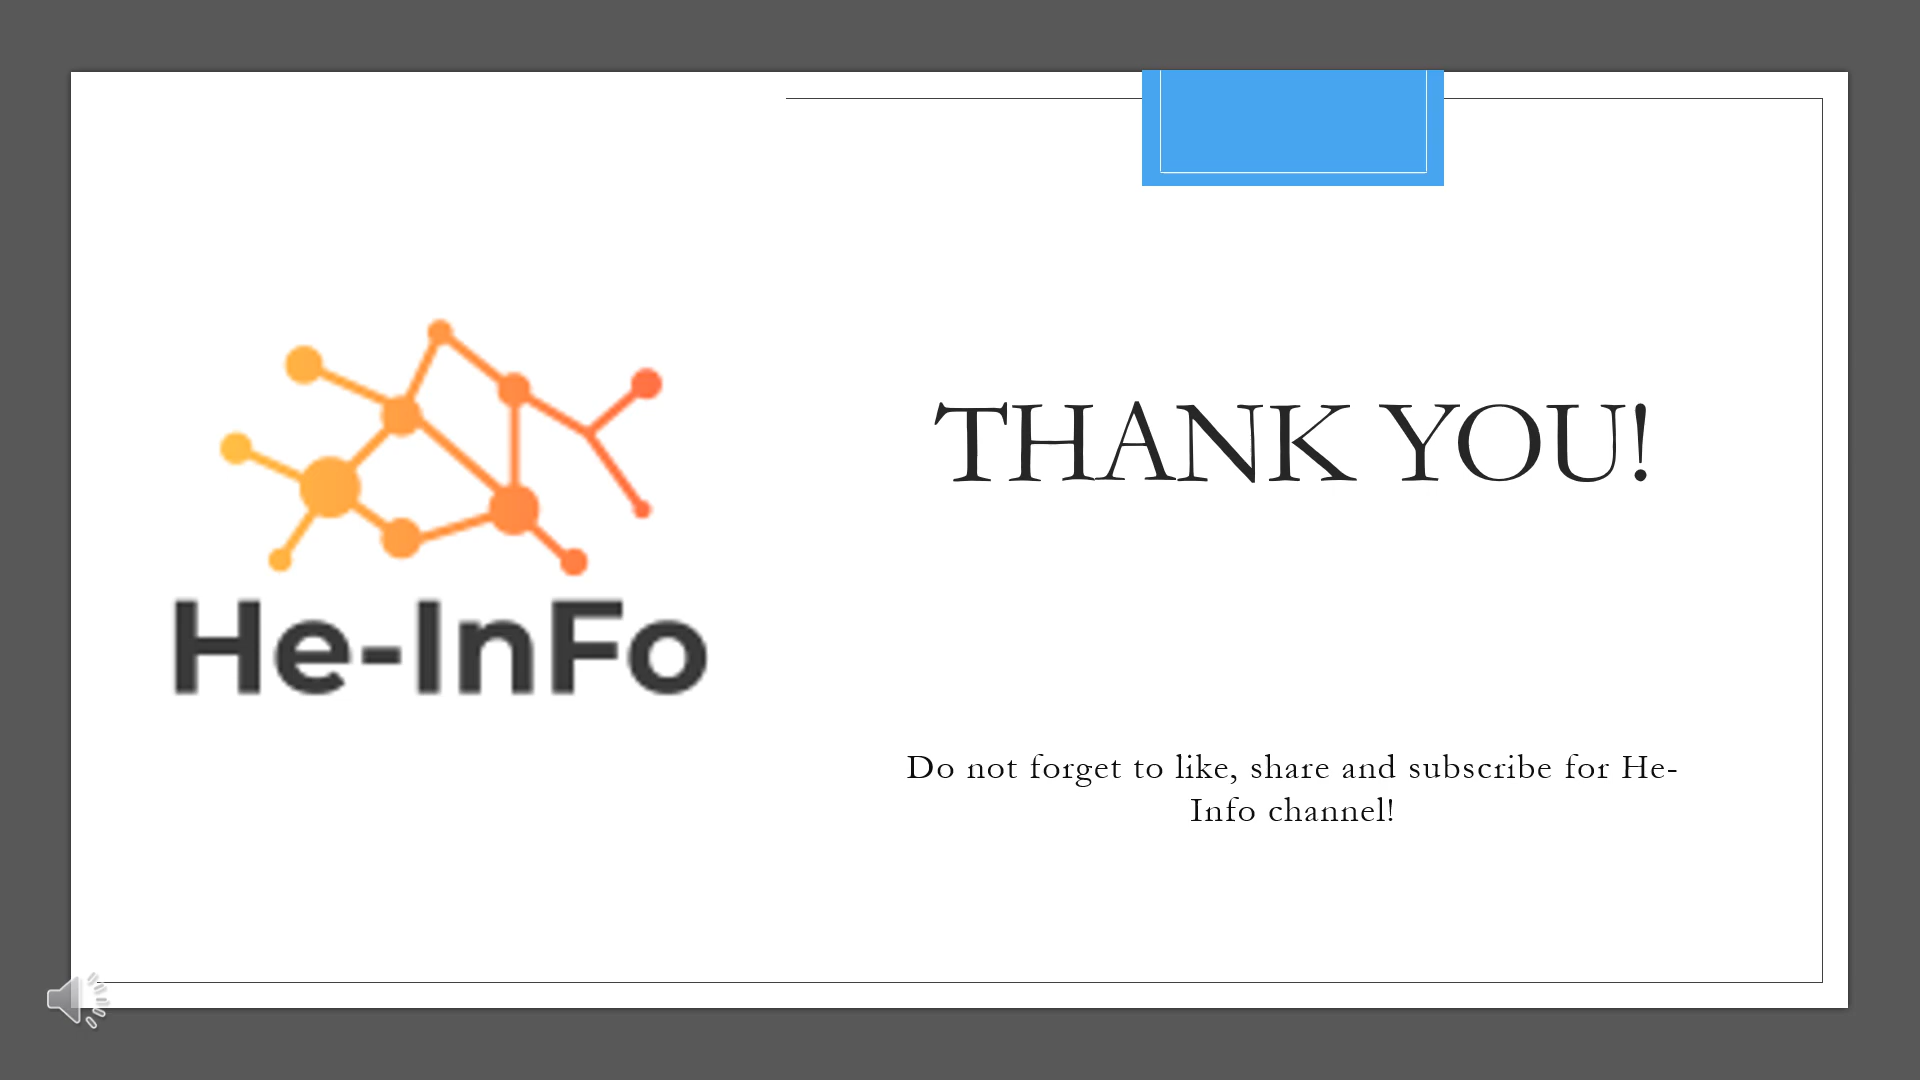 He-InFo
THANK YOU!
Do not forget to like, share and subscribe for He-
Info channel!